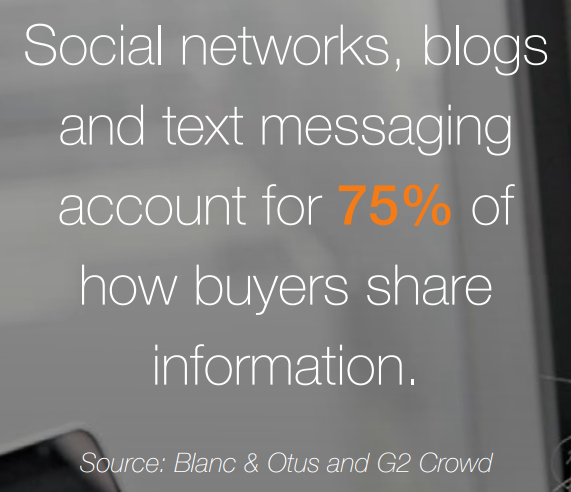 Social networks, blogs
and text messaging
account for 75% of
how buyers share
information.
Source: Blanc & Otus and G2 Crowd